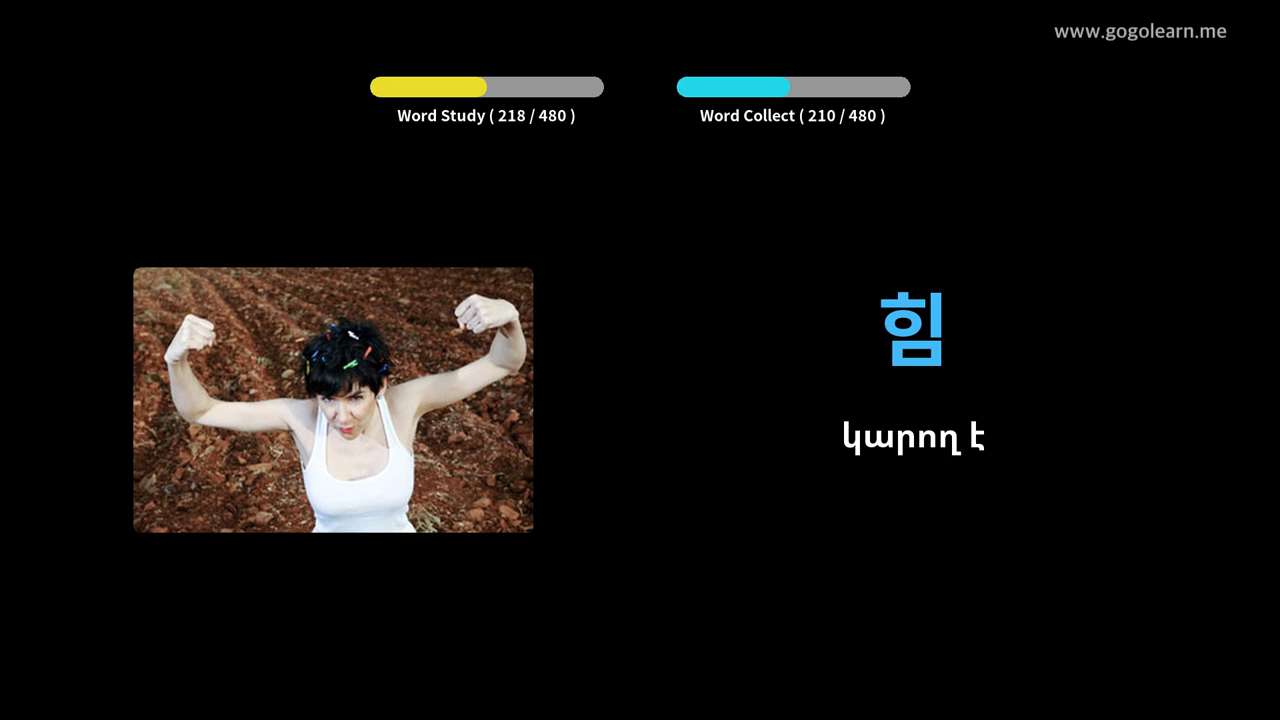 www.gogolearn.me
Word Study ( 218 / 480 )
Word Collect ( 210 / 480 )
힘
կարող է